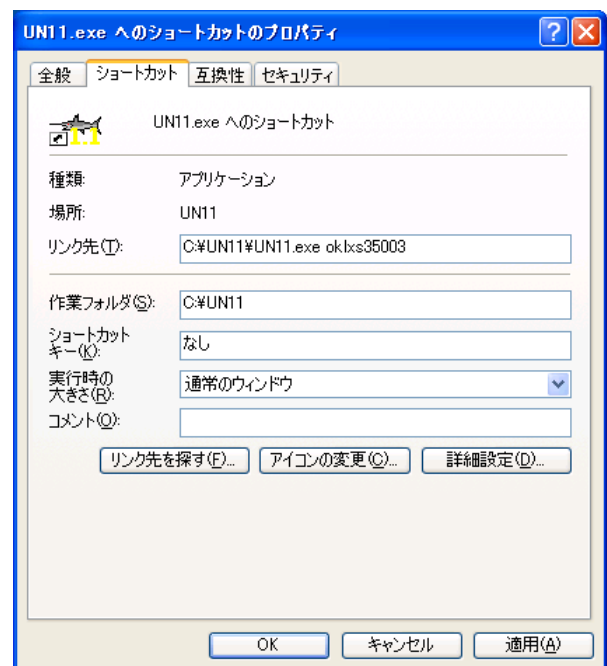 UN11.exe へのショートカットのプロパティ
全般 ショートカット 互換性 セキュリティ
1.1
UN11.exe へのショートカット
種類: アプリケーション
場所: UN11
リンク先(T): C:¥UN11¥UN11.exe oklxs35003
作業フォルダ(S): C:¥UN11
ショートカット
キー(K): なし
実行時の
大きさ(R): 通常のウィンドウ
コメント(O):
リンク先を探す(F)... アイコンの変更(C)... 詳細設定(D)...
OK キャンセル 適用(A)